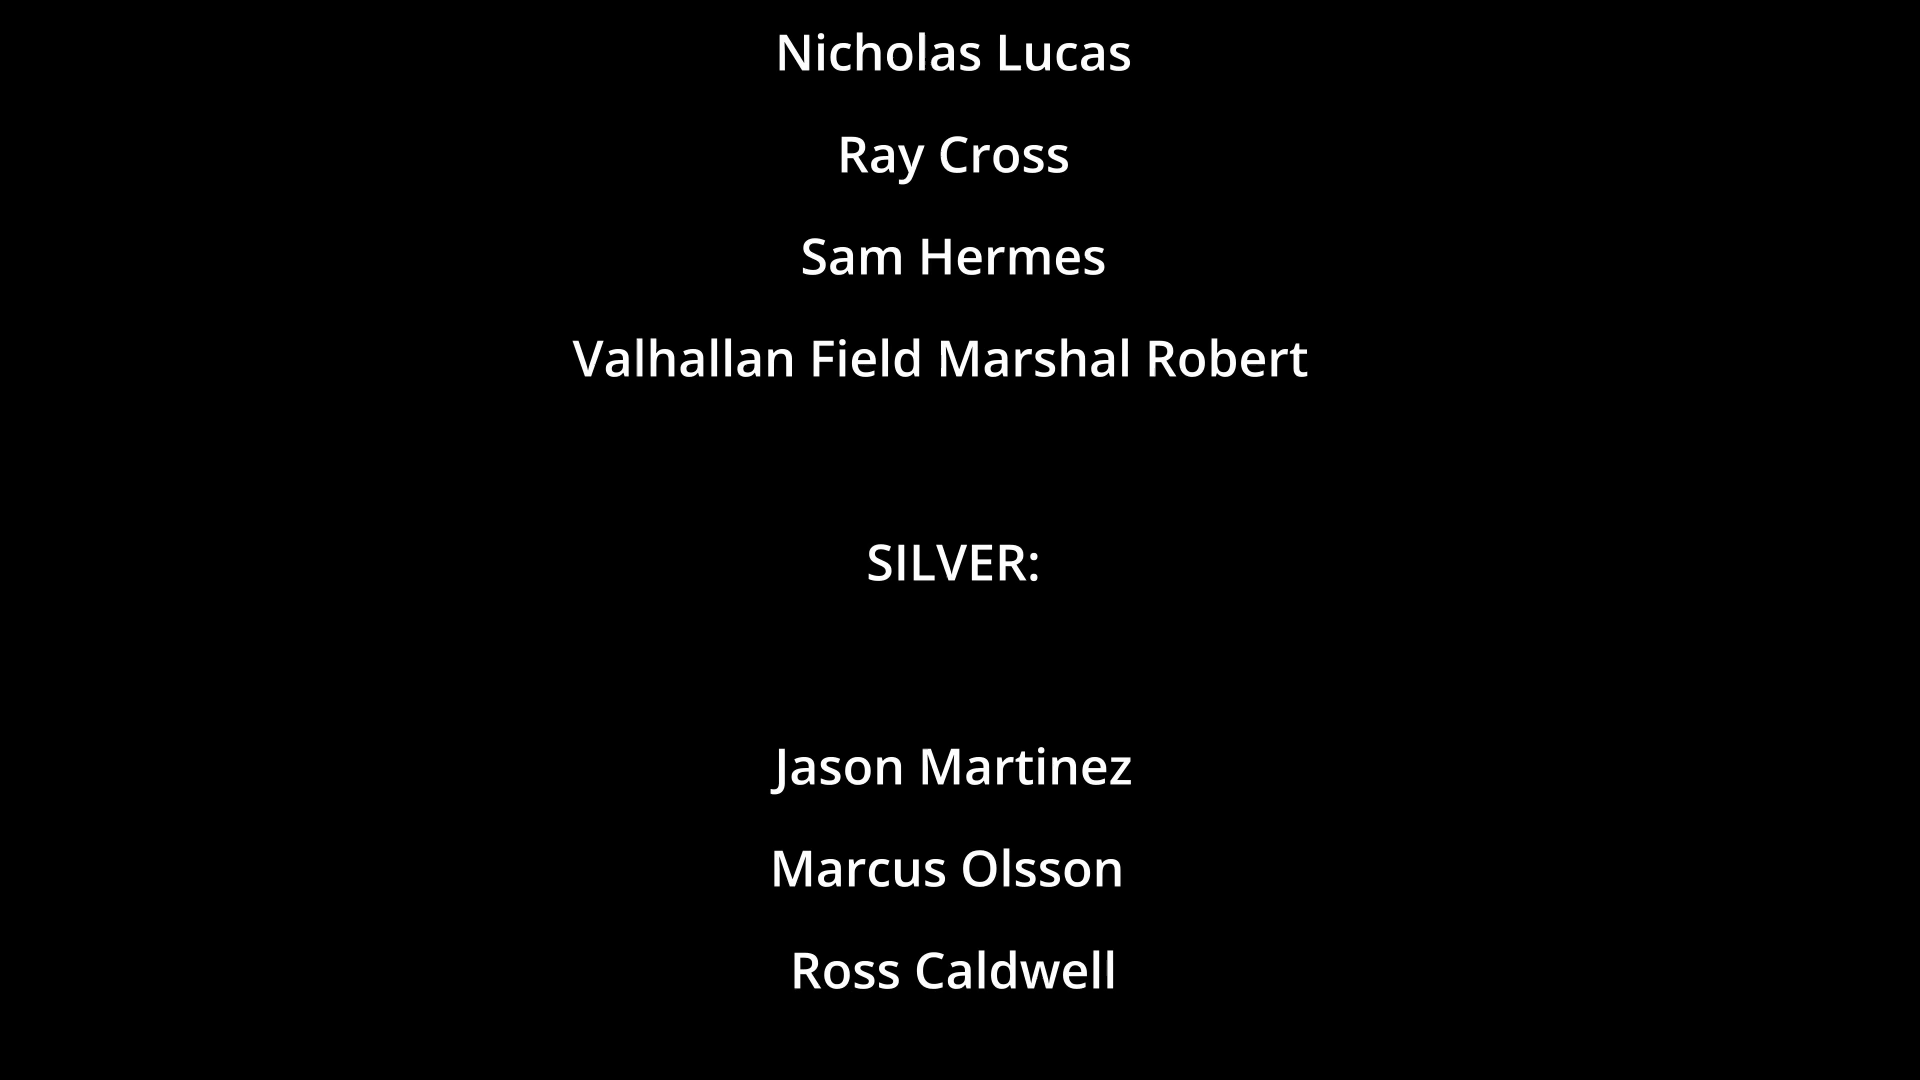 Nicholas Lucas
Ray Cross
Sam Hermes
Valhallan Field Marshal Robert
SILVER:
Jason Martinez
Marcus Olsson
Ross Caldwell